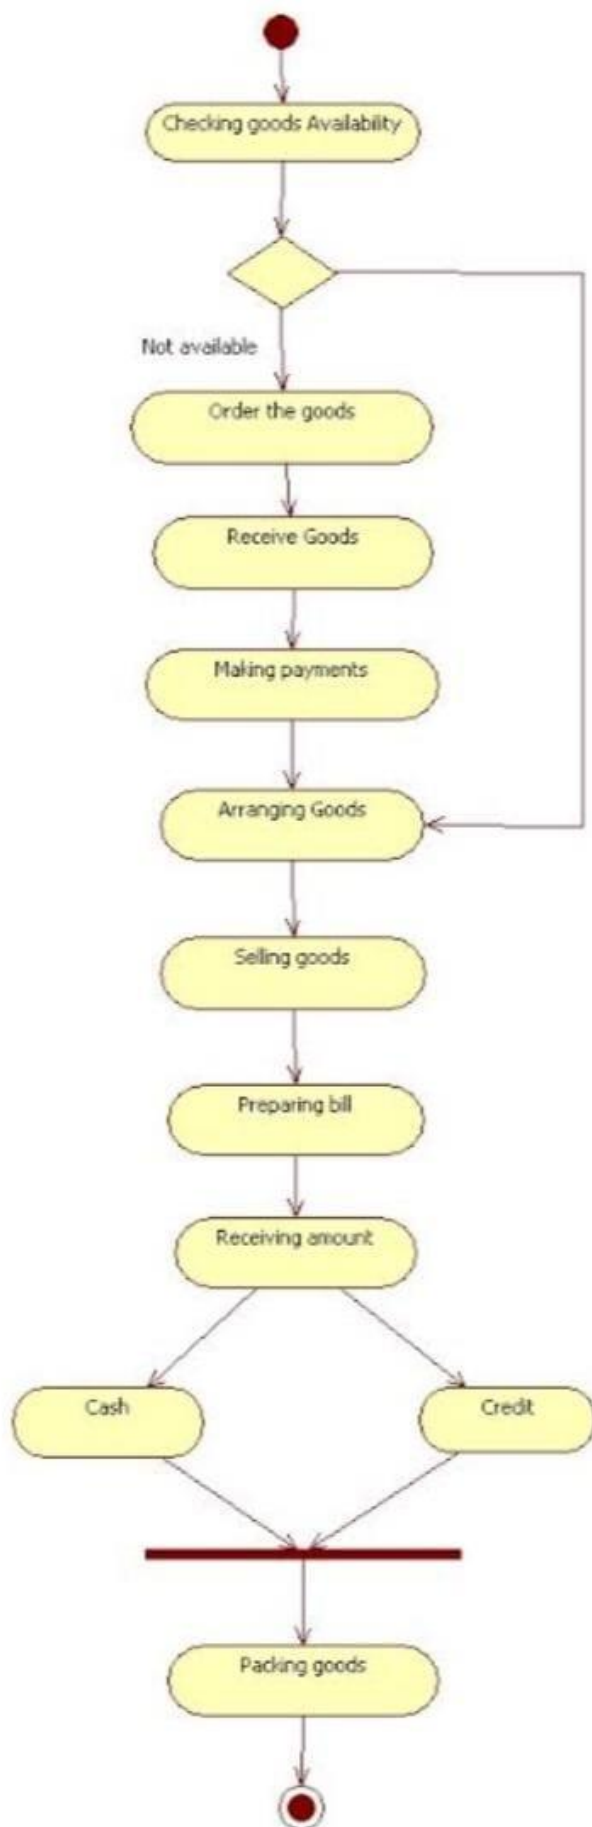 Checking goods Availability
Not available
Order the goods
Receive Goods
Making payments
Arranging Goods
Selling goods
Preparing bill
Receiving amount
Cash
Credit
Packing goods